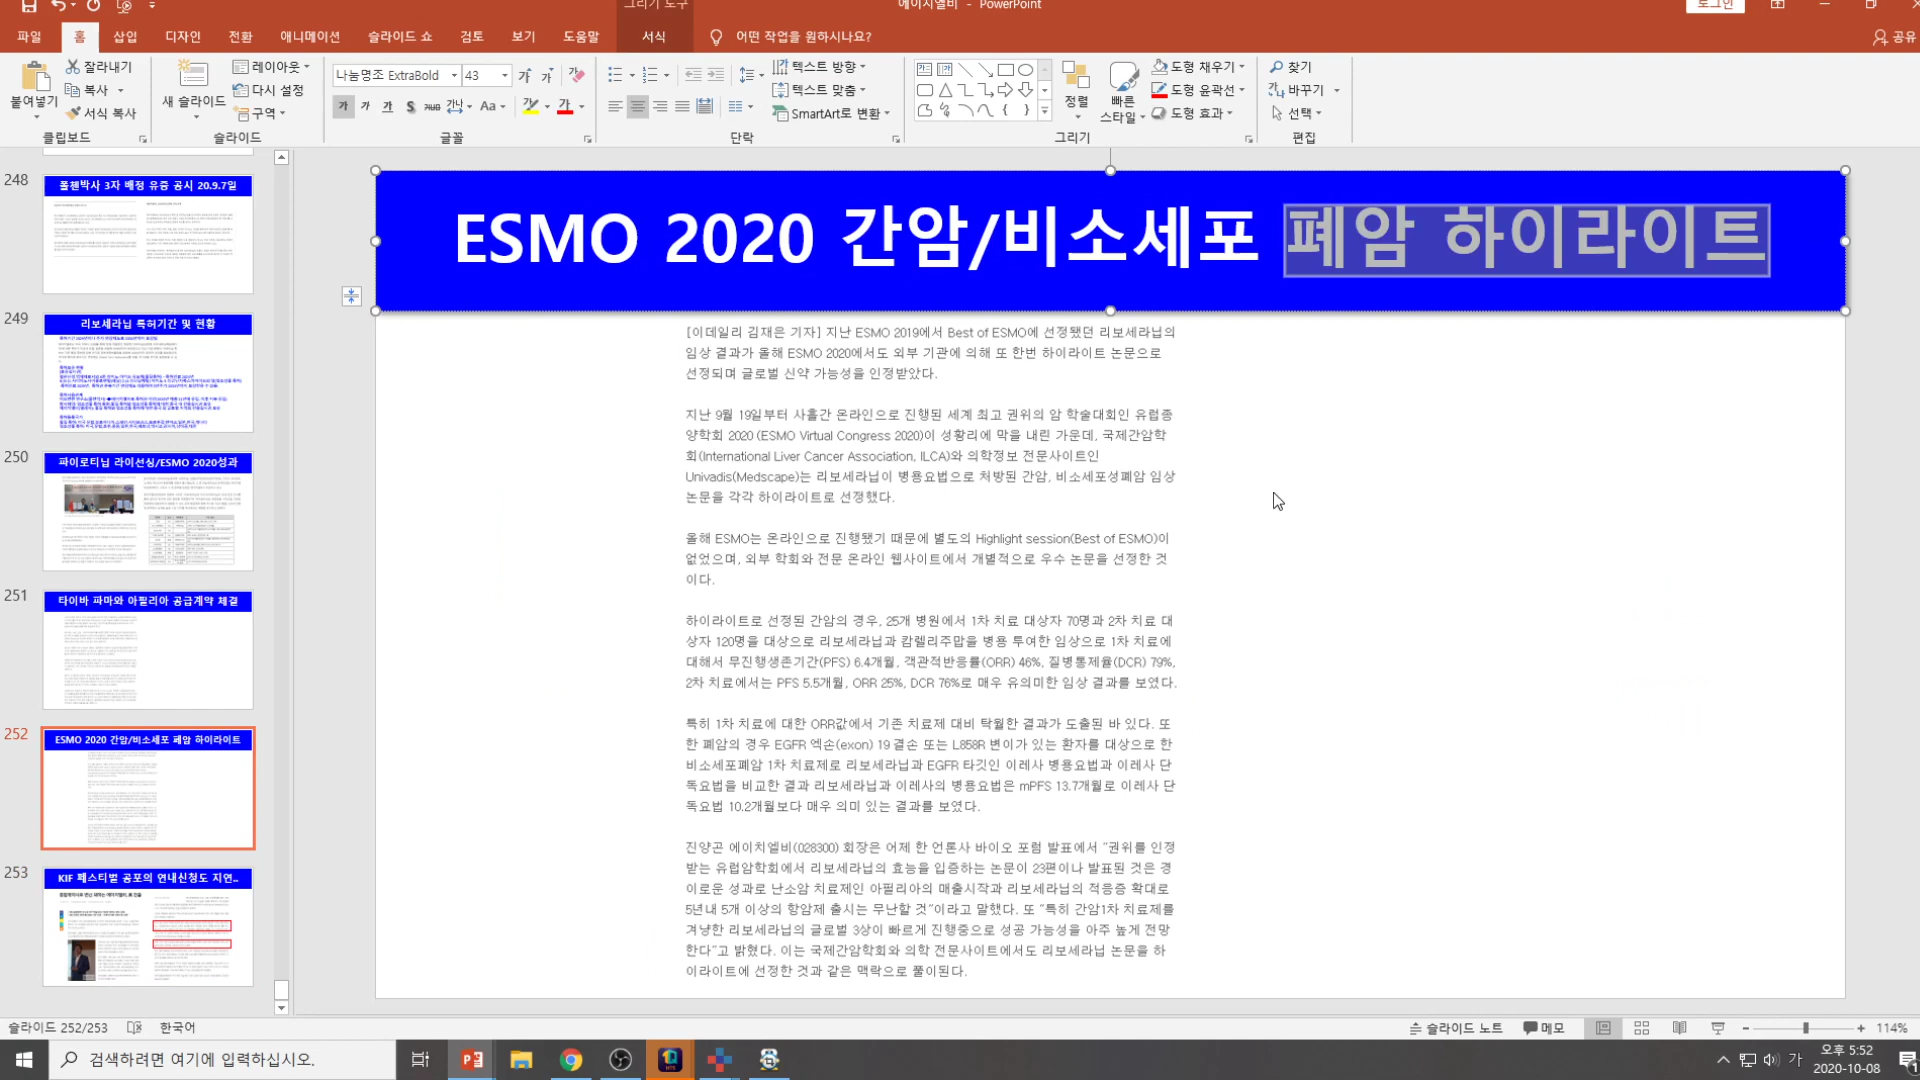 그리기 도구
에이치엘비 - PowerPoint
로그인
파일 홈 삽입 디자인 전환 애니메이션 슬라이드 쇼 검토 보기 도움말 서식 어떤 작업을 원하시나요? 공유
붙여넣기
잘라내기
복사
서식 복사
클립보드
새 슬라이드
레이아웃
다시 설정
구역
슬라이드
나눔명조 ExtraBold 43
글꼴
텍스트 방향
텍스트 맞춤
SmartArt로 변환
단락
정렬
빠른
스타일
도형 채우기
도형 윤곽선
도형 효과
그리기
찾기
바꾸기
선택
편집
248
폴첸박사 3자 배정 유증 공시 20.9.7일
249
리보세라닙 특허기간 및 현황
250
파이로티닙 라이선싱/ESMO 2020성과
251
타이바 파마와 아필리아 공급계약 체결
252
ESMO 2020 간암/비소세포 폐암 하이라이트
253
KIF 페스티벌 공포의 연내신청도 지연..
ESMO 2020 간암/비소세포 폐암 하이라이트
[이데일리 김재은 기자] 지난 ESMO 2019에서 Best of ESMO에 선정됐던 리보세라닙의
임상 결과가 올해 ESMO 2020에서도 외부 기관에 의해 또 한번 하이라이트 논문으로
선정되며 글로벌 신약 가능성을 인정받았다.
지난 9월 19일부터 사흘간 온라인으로 진행된 세계 최고 권위의 암 학술대회인 유럽종
양학회 2020 (ESMO Virtual Congress 2020)이 성황리에 막을 내린 가운데, 국제간암학
회(International Liver Cancer Association, ILCA)와 의학정보 전문사이트인
Univadis(Medscape)는 리보세라닙이 병용요법으로 처방된 간암, 비소세포성폐암 임상
논문을 각각 하이라이트로 선정했다.
올해 ESMO는 온라인으로 진행됐기 때문에 별도의 Highlight session(Best of ESMO)이
없었으며, 외부 학회와 전문 온라인 웹사이트에서 개별적으로 우수 논문을 선정한 것
이다.
하이라이트로 선정된 간암의 경우, 25개 병원에서 1차 치료 대상자 70명과 2차 치료 대
상자 120명을 대상으로 리보세라닙과 캄렐리주맙을 병용 투여한 임상으로 1차 치료에
대해서 무진행생존기간(PFS) 6.4개월, 객관적반응률(ORR) 46%, 질병통제율(DCR) 79%,
2차 치료에서는 PFS 5.5개월, ORR 25%, DCR 76%로 매우 유의미한 임상 결과를 보였다.
특히 1차 치료에 대한 ORR값에서 기존 치료제 대비 탁월한 결과가 도출된 바 있다. 또
한 폐암의 경우 EGFR 엑손(exon) 19 결손 또는 L858R 변이가 있는 환자를 대상으로 한
비소세포폐암 1차 치료제로 리보세라닙과 EGFR 타깃인 이레사 병용요법과 이레사 단
독요법을 비교한 결과 리보세라닙과 이레사의 병용요법은 mPFS 13.7개월로 이레사 단
독요법 10.2개월보다 매우 의미 있는 결과를 보였다.
진양곤 에이치엘비(028300) 회장은 어제 한 언론사 바이오 포럼 발표에서 “권위를 인정
받는 유럽암학회에서 리보세라닙의 효능을 입증하는 논문이 23편이나 발표된 것은 경
이로운 성과로 난소암 치료제인 아필리아의 매출시작과 리보세라닙의 적응증 확대로
5년내 5개 이상의 항암제 출시는 무난할 것”이라고 말했다. 또 “특히 간암1차 치료제를
겨냥한 리보세라닙의 글로벌 3상이 빠르게 진행중으로 성공 가능성을 아주 높게 전망
한다”고 밝혔다. 이는 국제간암학회와 의학 전문사이트에서도 리보세라닙 논문을 하
이라이트에 선정한 것과 같은 맥락으로 풀이된다.
슬라이드 252/253 한국어 슬라이드 노트 메모 114%
검색하려면 여기에 입력하십시오.
가
오후 5:52
2020-10-08